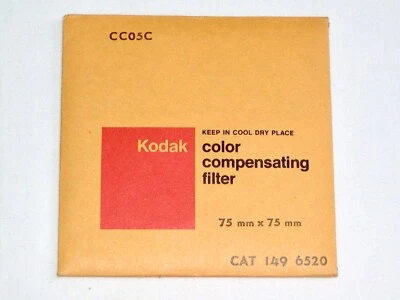 CC05C
KEEP IN COOL DRY PLACE
Kodak
color
compensating
filter
75 mm x 75 mm
CAT 149 6520